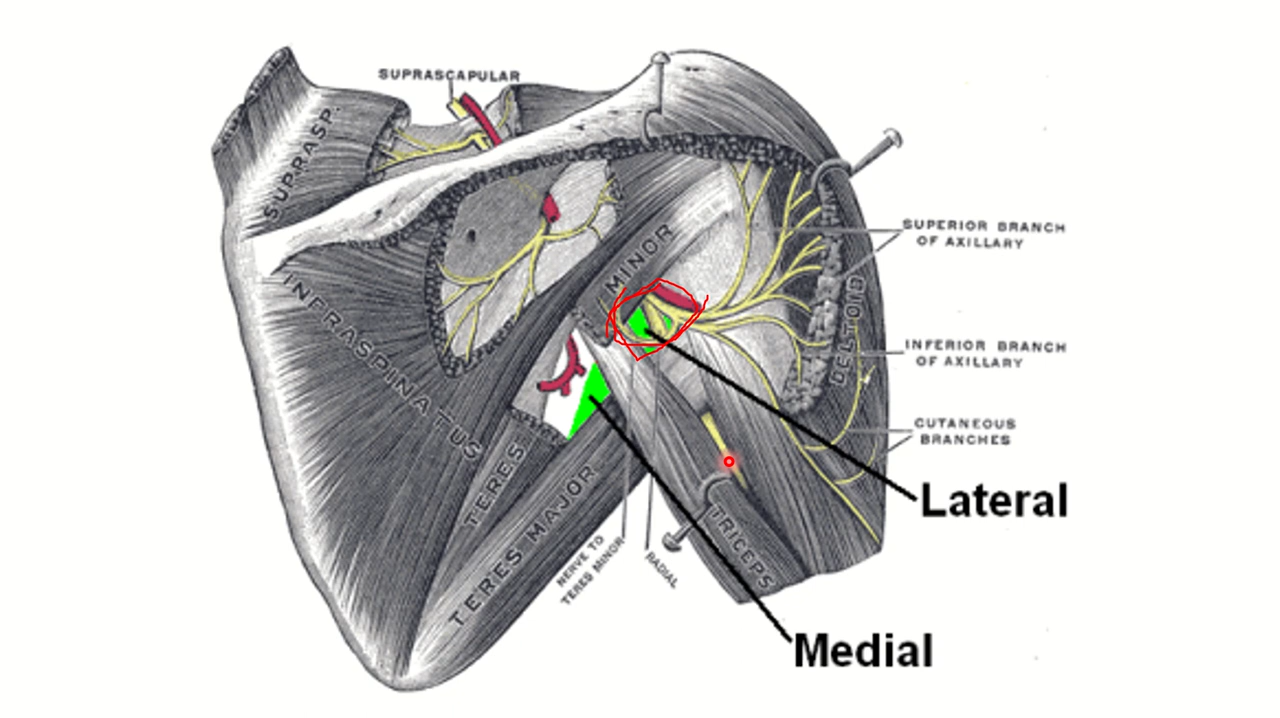 SUPRASCAPULAR
SUPRASP.
MINOR
SUPERIOR BRANCH
OF AXILLARY
INFRASPINATUS
DELTOID
INFERIOR BRANCH
OF AXILLARY
CUTANEOUS
BRANCHES
TERES
TERES MAJOR
Lateral
NERVE TO
TERES MINOR
RADIAL
TRICEPS
Medial